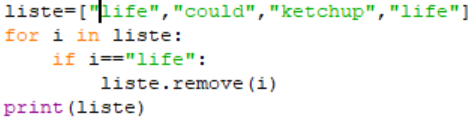 liste=["life","could","ketchup","life"]
for i in liste:
    if i=="life":
        liste.remove(i)
print(liste)